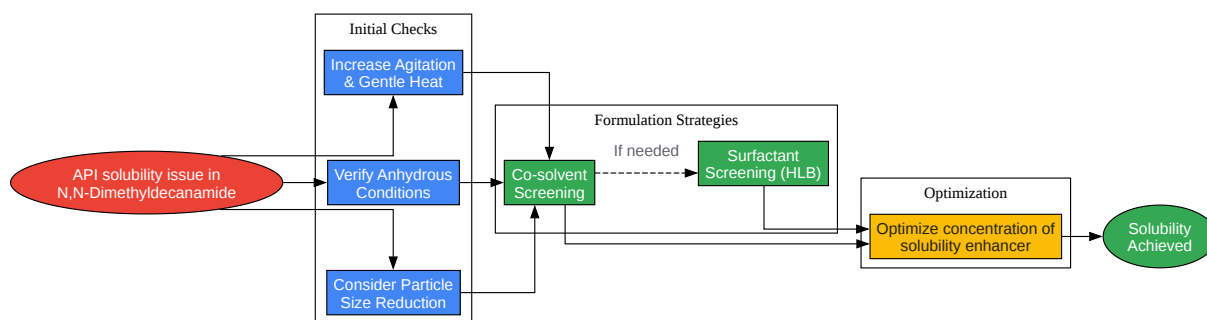 Initial Checks
Increase Agitation
& Gentle Heat
Formulation Strategies
If needed
API solubility issue in
N,N-Dimethyldecanamide
Verify Anhydrous
Conditions
Co-solvent
Screening
Surfactant
Screening (HLB)
Optimization
Optimize concentration of
solubility enhancer
Solubility
Achieved
Consider Particle
Size Reduction